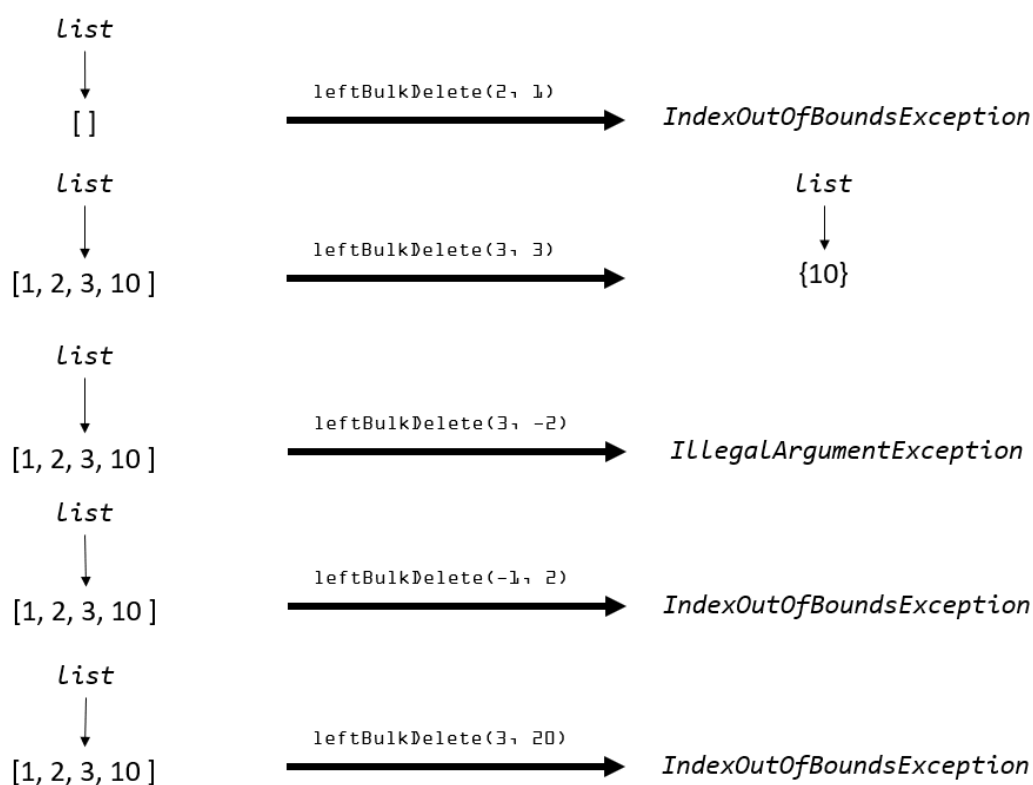 list
[ ]
leftBulkDelete(2, 1)
IndexOutOfBoundsException
list
[1, 2, 3, 10 ]
leftBulkDelete(3, 3)
list
{10}
list
[1, 2, 3, 10 ]
leftBulkDelete(3, -2)
IllegalArgumentException
list
[1, 2, 3, 10 ]
leftBulkDelete(-1, 2)
IndexOutOfBoundsException
list
[1, 2, 3, 10 ]
leftBulkDelete(3, 20)
IndexOutOfBoundsException